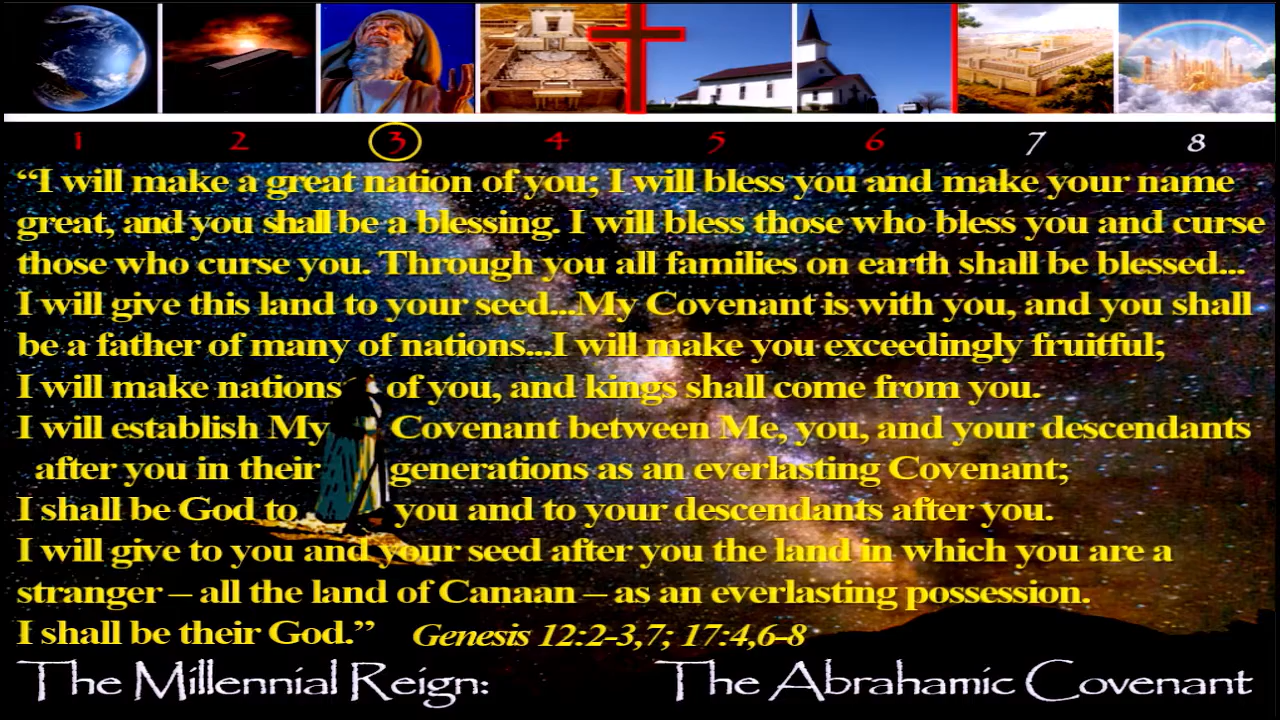 1 2 3 4 5 6 7 8
“I will make a great nation of you; I will bless you and make your name
great, and you shall be a blessing. I will bless those who bless you and curse
those who curse you. Through you all families on earth shall be blessed...
I will give this land to your seed...My Covenant is with you, and you shall
be a father of many of nations...I will make you exceedingly fruitful;
I will make nations of you, and kings shall come from you.
I will establish My Covenant between Me, you, and your descendants
after you in their generations as an everlasting Covenant;
I shall be God to you and to your descendants after you.
I will give to you and your seed after you the land in which you are a
stranger – all the land of Canaan – as an everlasting possession.
I shall be their God.” Genesis 12:2-3,7; 17:4,6-8
The Millennial Reign: The Abrahamic Covenant